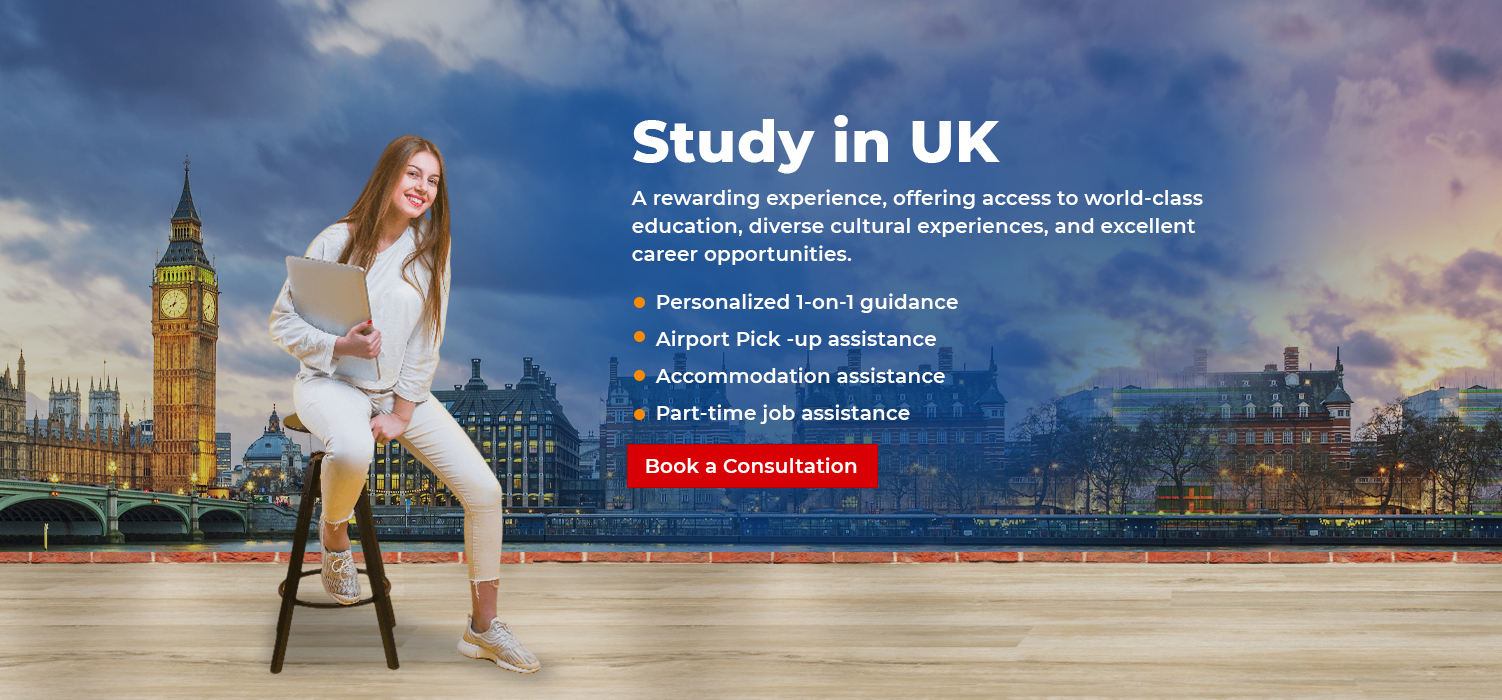 Study in UK
A rewarding experience, offering access to world-class
education, diverse cultural experiences, and excellent
career opportunities.
Personalized 1-on-1 guidance
Airport Pick -up assistance
Accommodation assistance
Part-time job assistance
Book a Consultation